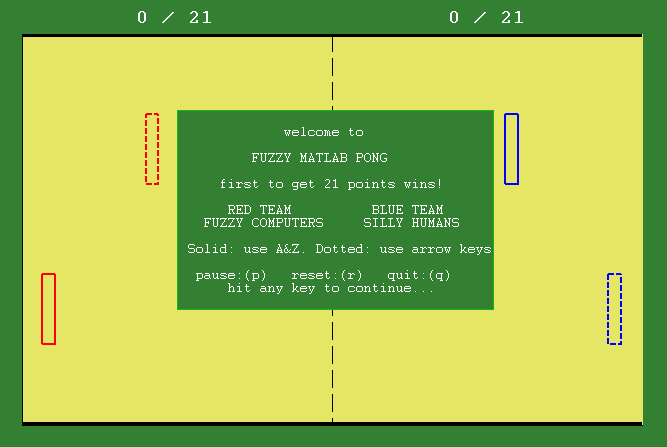 0 / 21 0 / 21
welcome to
FUZZY MATLAB PONG
first to get 21 points wins!
RED TEAM BLUE TEAM
FUZZY COMPUTERS SILLY HUMANS
Solid: use A&Z. Dotted: use arrow keys
pause:(p) reset:(r) quit:(q)
hit any key to continue...